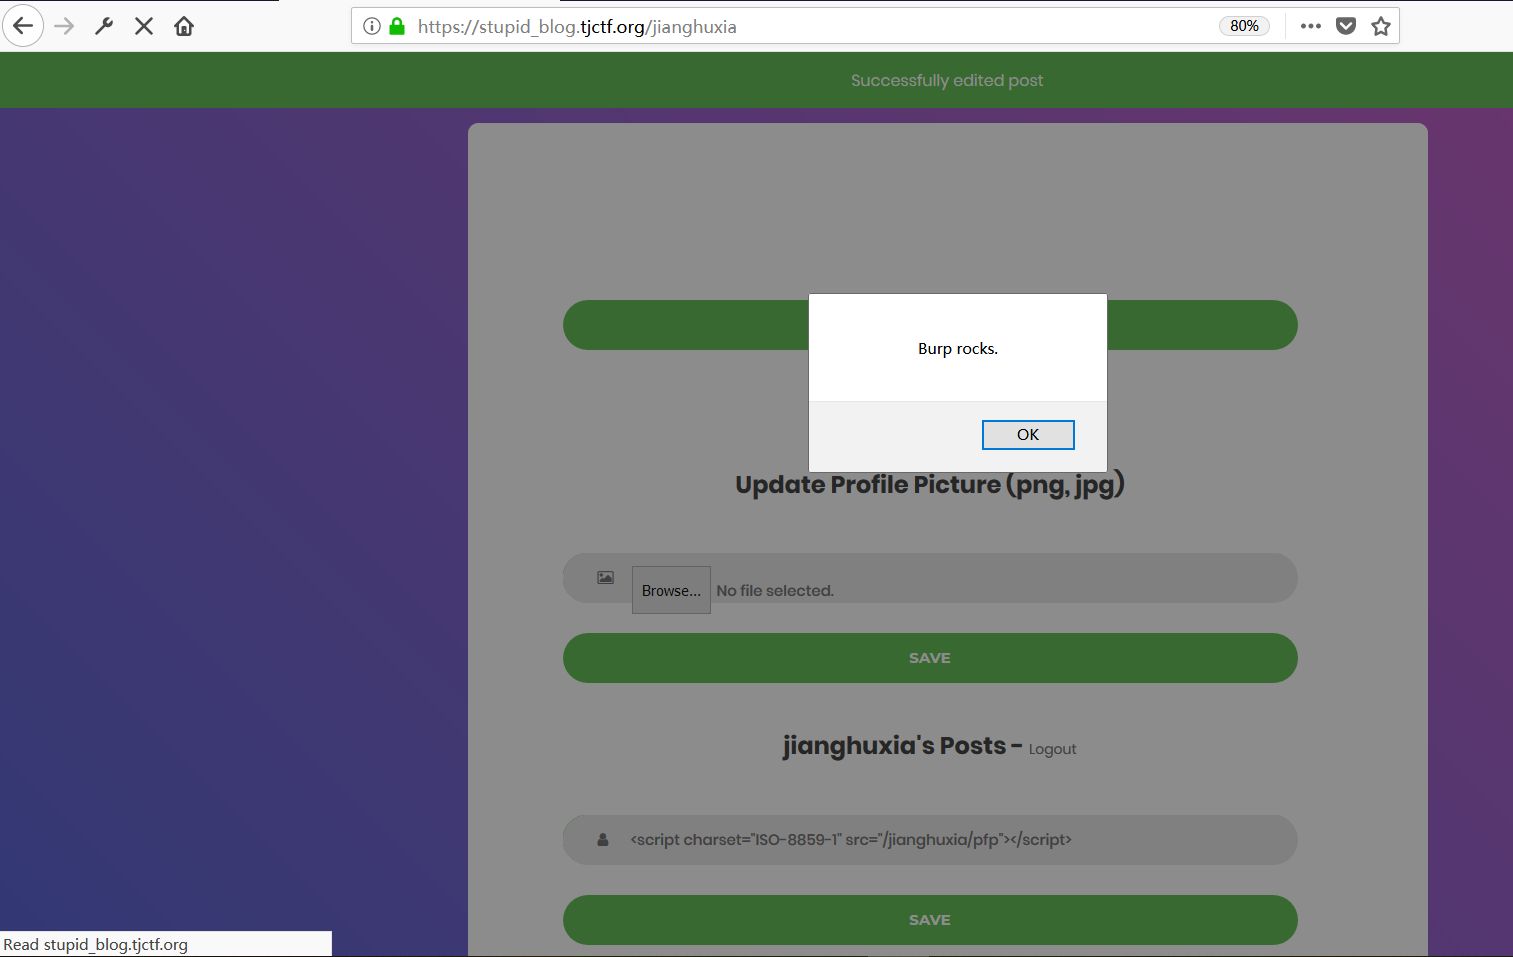 https://stupid_blog.tjctf.org/jianghuxia
80%
Successfully edited post
Burp rocks.
OK
Update Profile Picture (png, jpg)
Browse... No file selected.
SAVE
jianghuxia's Posts - Logout
<script charset="ISO-8859-1" src="/jianghuxia/pfp"></script>
SAVE
Read stupid_blog.tjctf.org